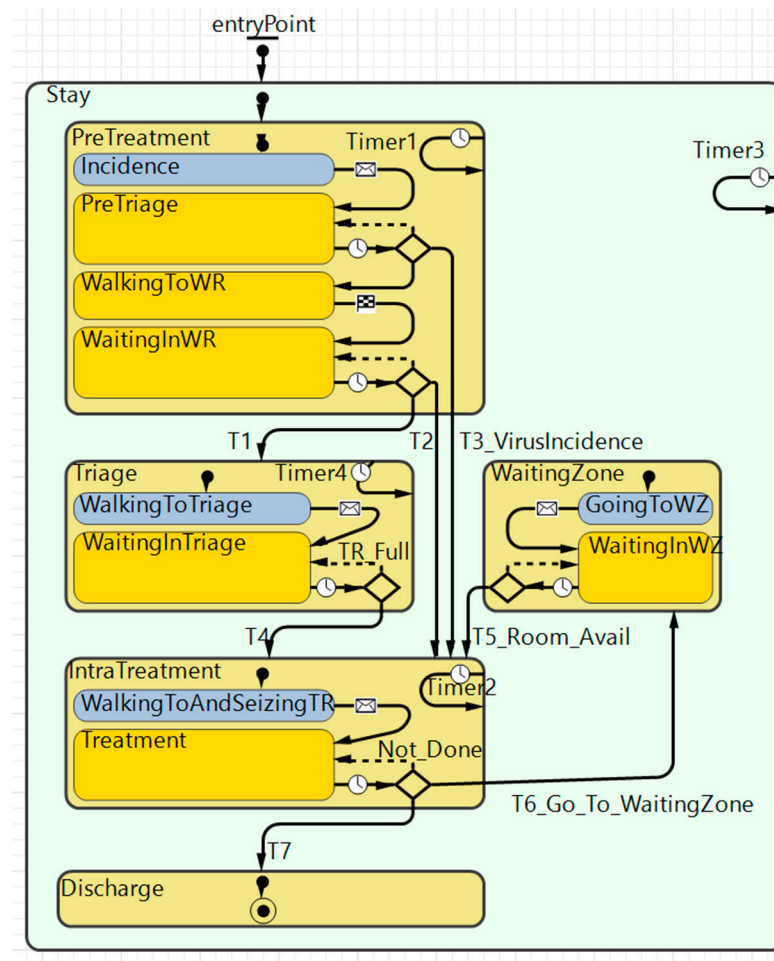 entryPoint
Stay
PreTreatment
Timer1
Incidence
Timer3
PreTriage
WalkingToWR
WaitingInWR
T1
T2
T3_VirusIncidence
Triage
Timer4
WaitingZone
WalkingToTriage
GoingToWZ
WaitingInTriage
TR_Full
WaitingInWZ
T4
T5_Room_Avail
IntraTreatment
Timer2
WalkingToAndSeizingTR
Treatment
Not_Done
T6_Go_To_WaitingZone
T7
Discharge